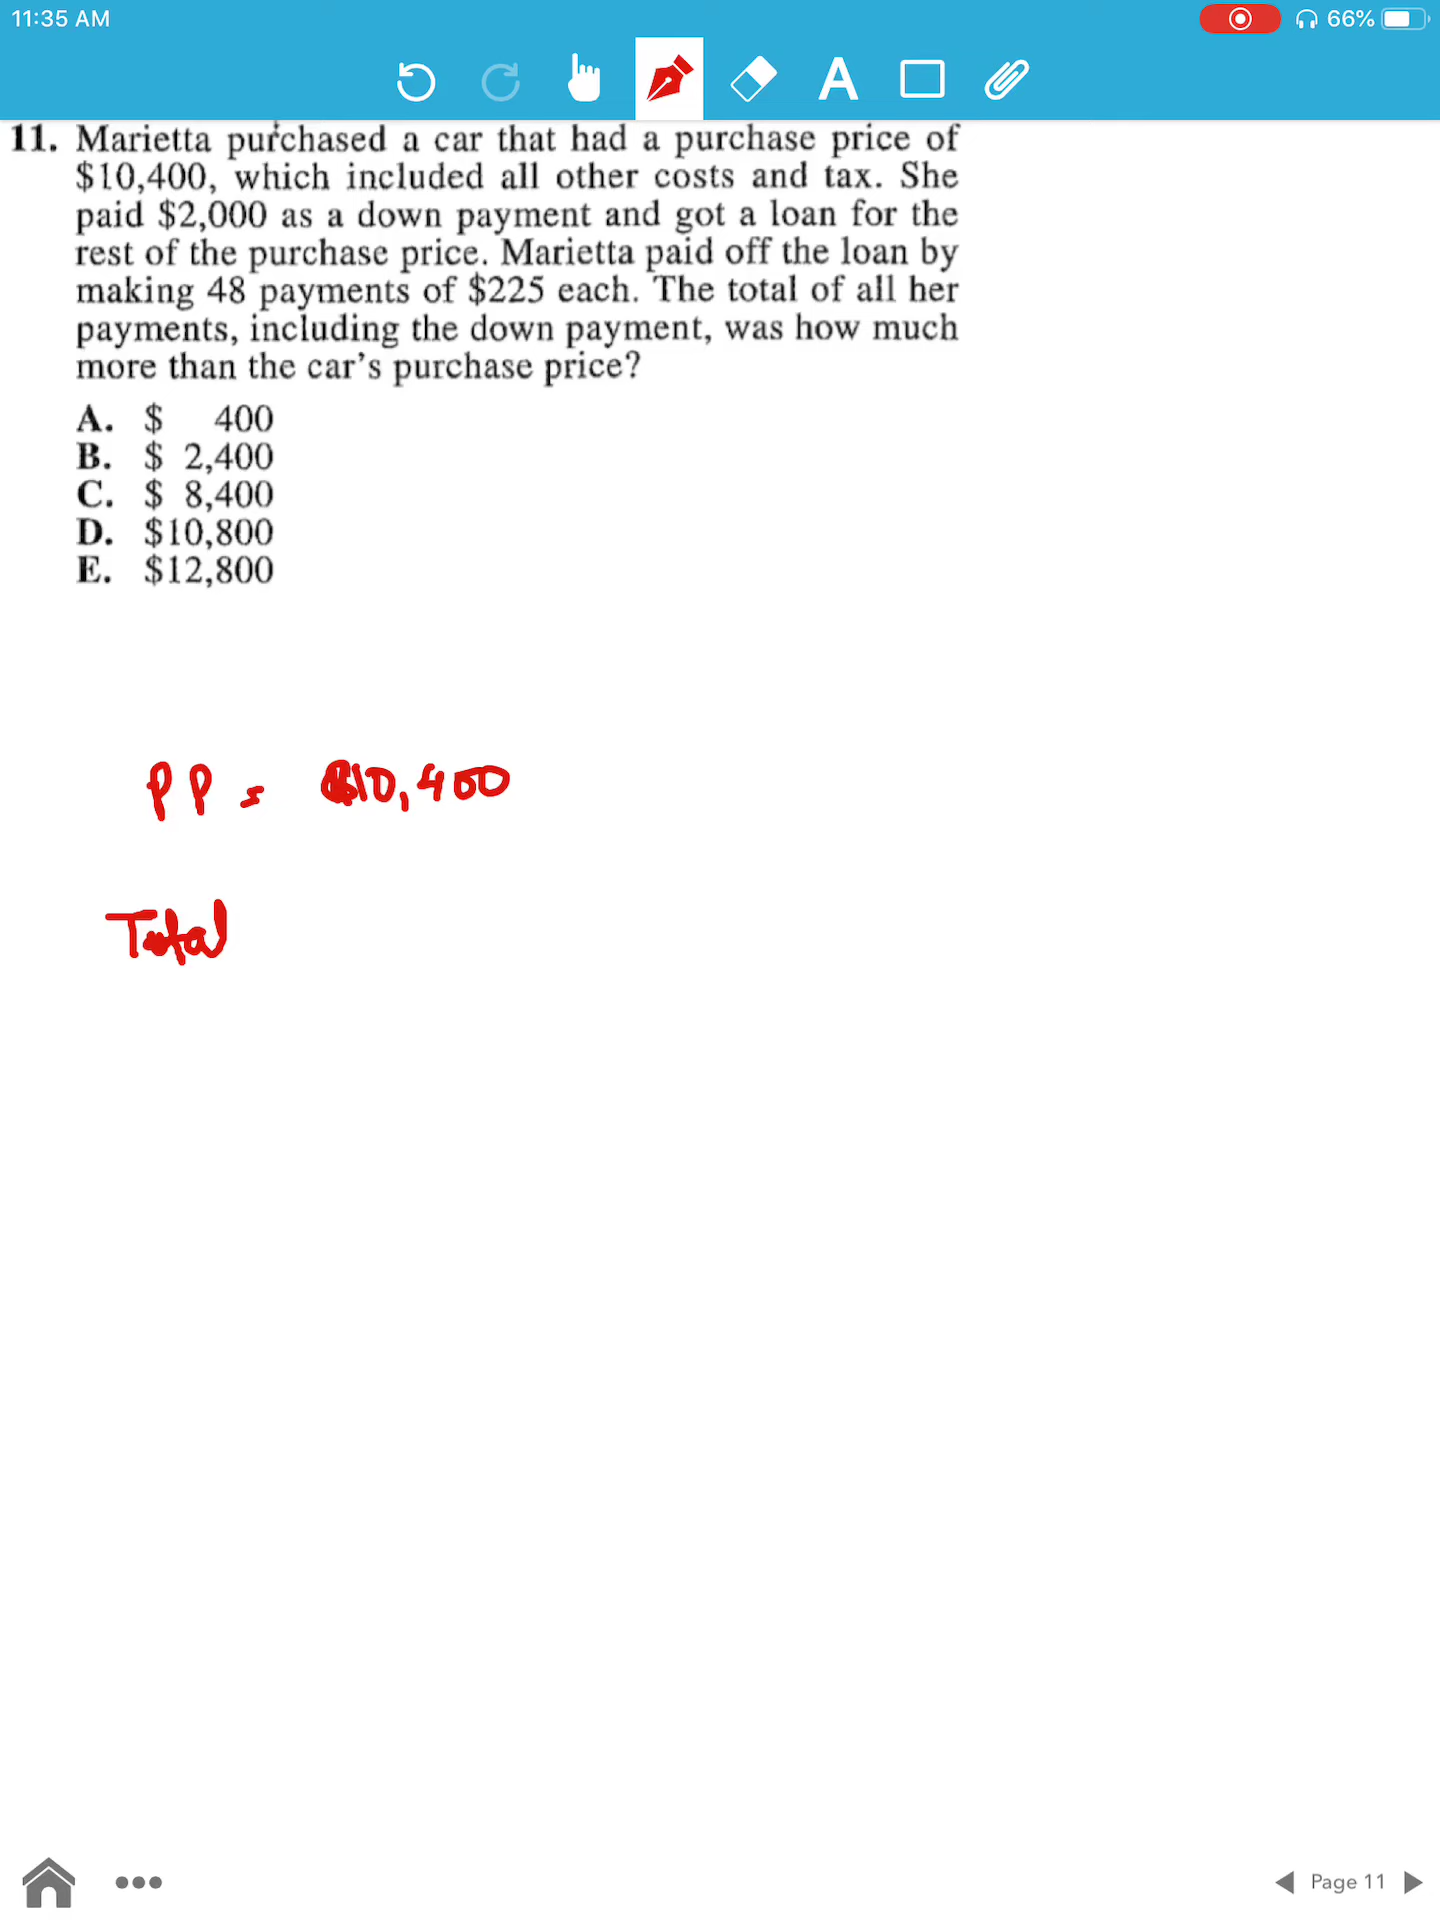 11:35 AM
66%
A
11. Marietta purchased a car that had a purchase price of
$10,400, which included all other costs and tax. She
paid $2,000 as a down payment and got a loan for the
rest of the purchase price. Marietta paid off the loan by
making 48 payments of $225 each. The total of all her
payments, including the down payment, was how much
more than the car's purchase price?
A. $ 400
B. $ 2,400
C. $ 8,400
D. $10,800
E. $12,800
PP = $10,400
Total
Page 11